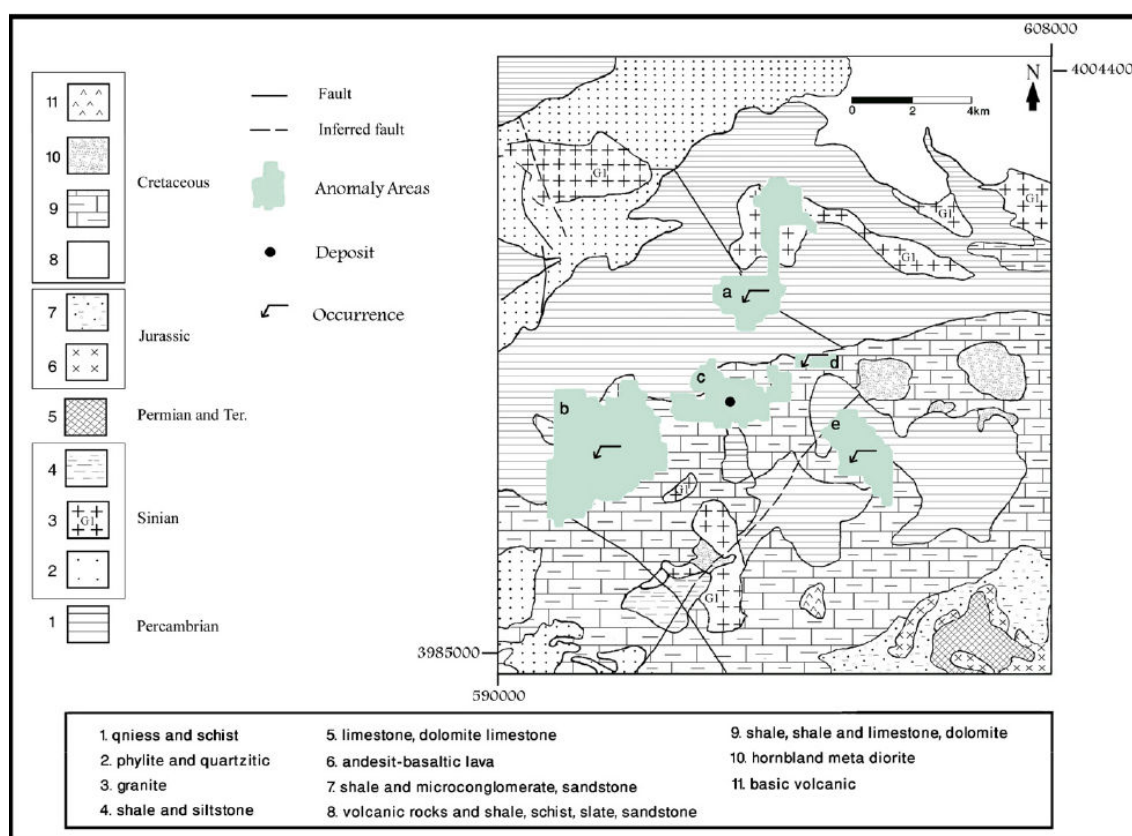 608000
4004400
N
0 2 4km
11
10
9
8
Cretaceous
7
6
Jurassic
5
Permian and Ter.
4
3
G1
2
Sinian
1
Percambrian
Fault
Inferred fault
Anomaly Areas
Deposit
Occurrence
G1
G1
G1
G1
a
d
c
b
e
G1
G1
3985000
590000
1. qniess and schist
2. phylite and quartzitic
3. granite
4. shale and siltstone
5. limestone, dolomite limestone
6. andesit-basaltic lava
7. shale and microconglomerate, sandstone
8. volcanic rocks and shale, schist, slate, sandstone
9. shale, shale and limestone, dolomite
10. hornbland meta diorite
11. basic volcanic